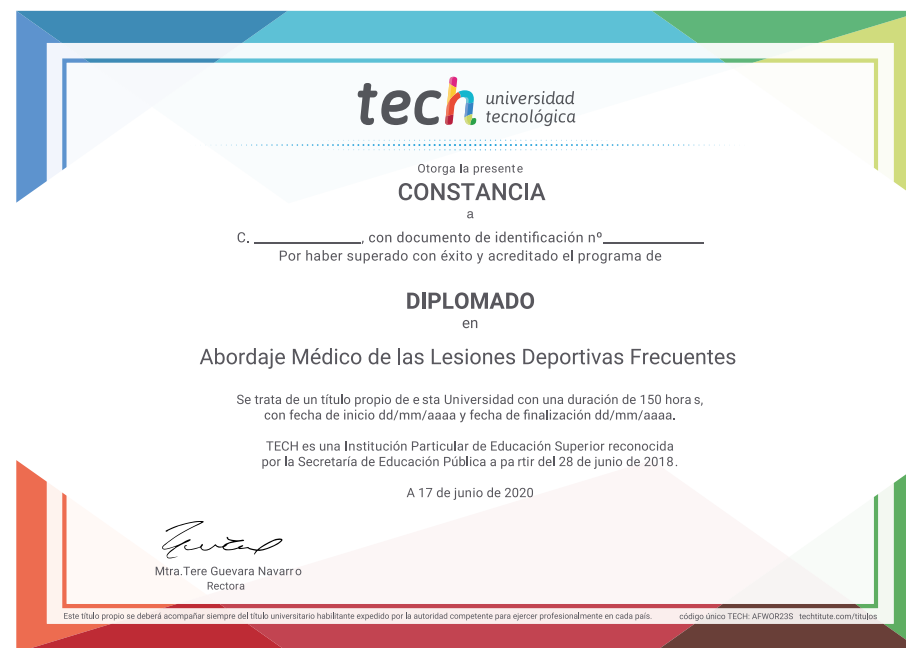 tech universidad
tecnológica
Otorga la presente
CONSTANCIA
a
C. ____________, con documento de identificación nº____________
Por haber superado con éxito y acreditado el programa de
DIPLOMADO
en
Abordaje Médico de las Lesiones Deportivas Frecuentes
Se trata de un título propio de esta Universidad con una duración de 150 horas,
con fecha de inicio dd/mm/aaaa y fecha de finalización dd/mm/aaaa.
TECH es una Institución Particular de Educación Superior reconocida
por la Secretaría de Educación Pública a partir del 28 de junio de 2018.
A 17 de junio de 2020
Mtra.Tere Guevara Navarro
Rectora
Este título propio se deberá acompañar siempre del título universitario habilitante expedido por la autoridad competente para ejercer profesionalmente en cada país. código único TECH: AFWOR23S techtitute.com/titulos